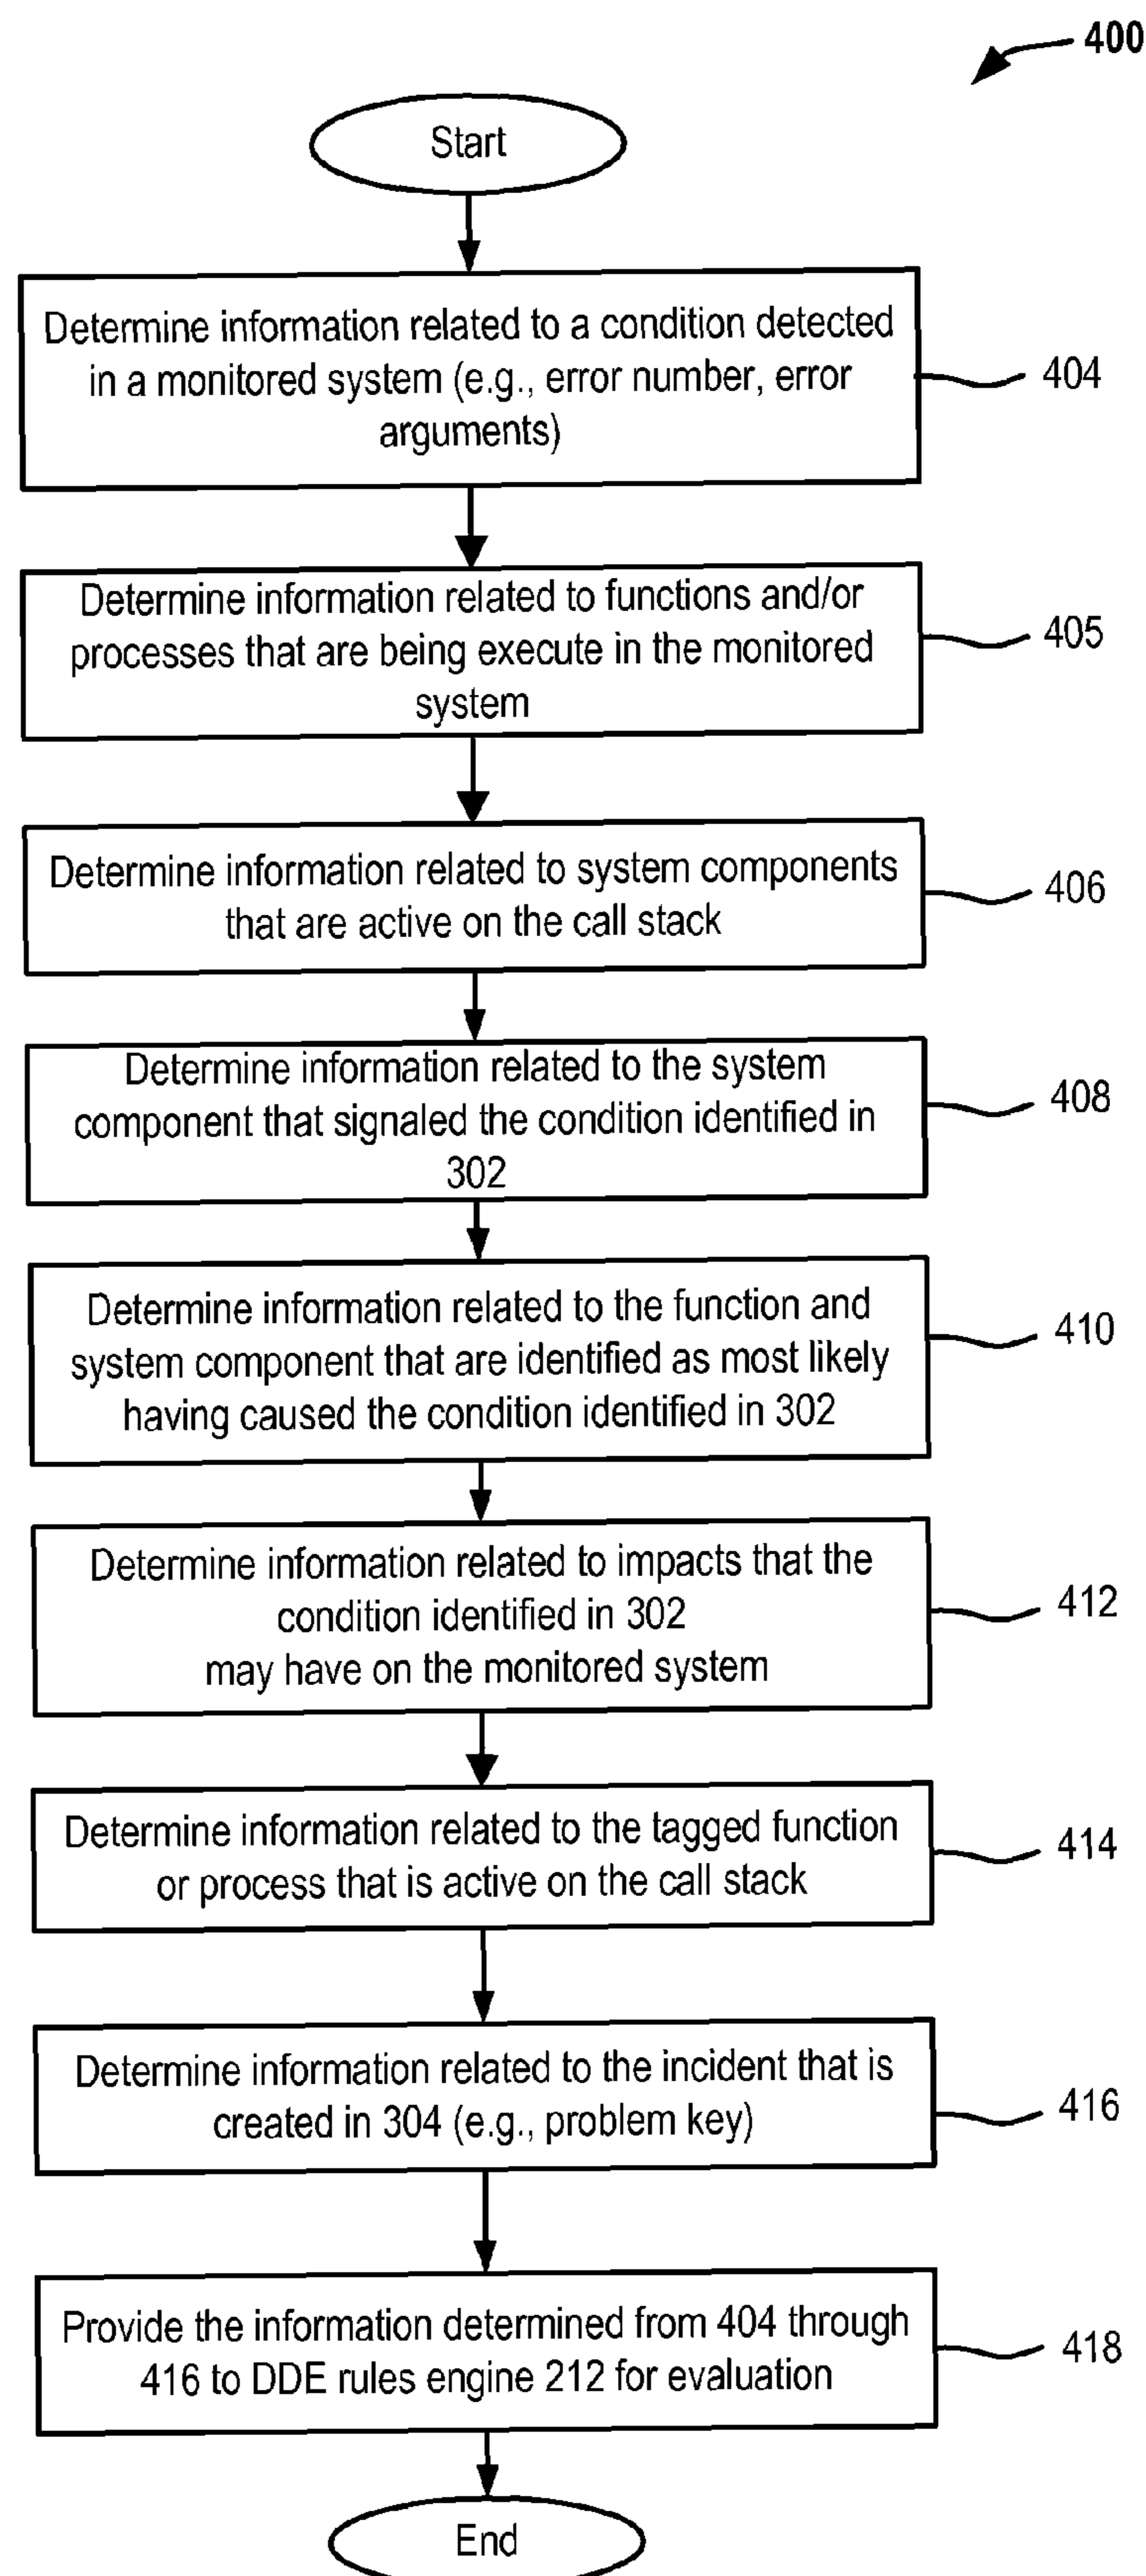 400
Start
Determine information related to a condition detected
in a monitored system (e.g., error number, error
arguments)
404
Determine information related to functions and/or
processes that are being execute in the monitored
system
405
Determine information related to system components
that are active on the call stack
406
Determine information related to the system
component that signaled the condition identified in
302
408
Determine information related to the function and
system component that are identified as most likely
having caused the condition identified in 302
410
Determine information related to impacts that the
condition identified in 302
may have on the monitored system
412
Determine information related to the tagged function
or process that is active on the call stack
414
Determine information related to the incident that is
created in 304 (e.g., problem key)
416
Provide the information determined from 404 through
416 to DDE rules engine 212 for evaluation
418
End